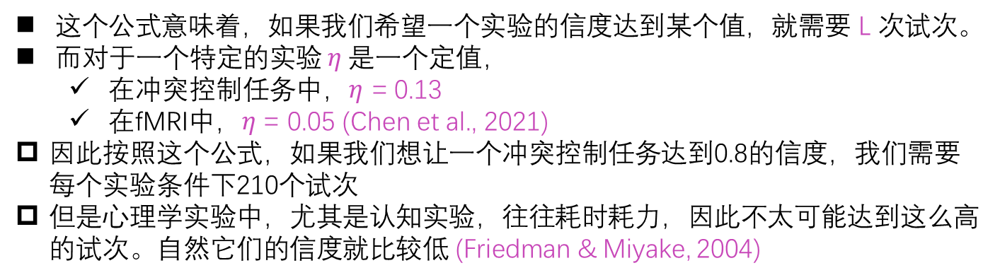 ■ 这个公式意味着，如果我们希望一个实验的信度达到某个值，就需要 L 次试次。
■ 而对于一个特定的实验 η 是一个定值，
✓ 在冲突控制任务中，η = 0.13
✓ 在fMRI中，η = 0.05 (Chen et al., 2021)
□ 因此按照这个公式，如果我们想让一个冲突控制任务达到0.8的信度，我们需要
每个实验条件下210个试次
□ 但是心理学实验中，尤其是认知实验，往往耗时耗力，因此不太可能达到这么高
的试次。自然它们的信度就比较低 (Friedman & Miyake, 2004)